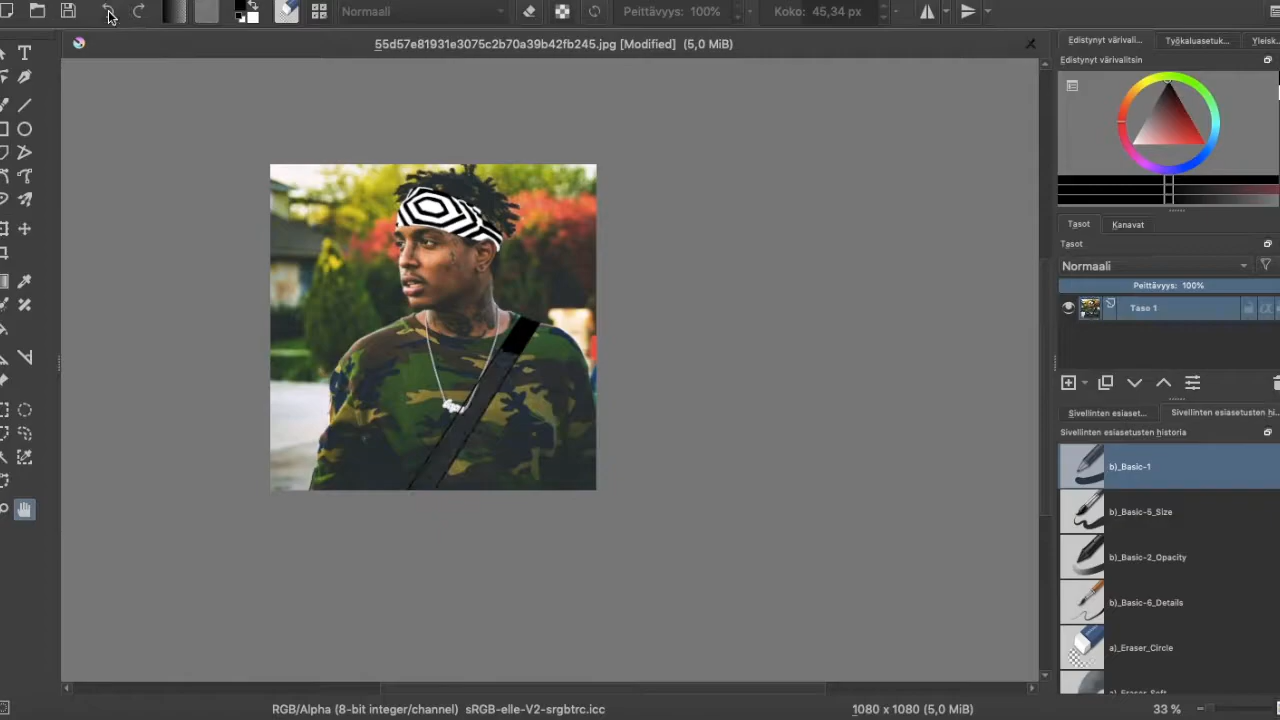 Normaali
Peittävyys: 100%
Koko: 45,34 px
55d57e81931e3075c2b70a39b42fb245.jpg [Modified] (5,0 MiB)
Edistynyt värivali...
Työkaluasetuk...
Yleisk
Edistynyt värivalitsin
Tasot
Kanavat
Tasot
Normaali
Peittävyys: 100%
Taso 1
Sivellinten esiaset...
Sivellinten esiasetusten hi...
Sivellinten esiasetusten historia
b)_Basic-1
b)_Basic-5_Size
b)_Basic-2_Opacity
b)_Basic-6_Details
a)_Eraser_Circle
a)_Eraser_Soft
RGB/Alpha (8-bit integer/channel) sRGB-elle-V2-srgbtrc.icc
1080 x 1080 (5,0 MiB)
33 %